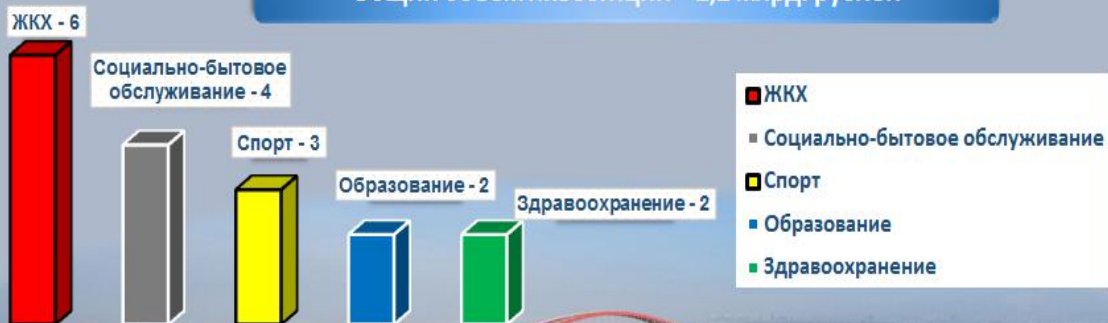 ЖКХ - 6
Социально-бытовое
обслуживание - 4
Спорт - 3
Образование - 2
Здравоохранение - 2
ЖКХ
Социально-бытовое обслуживание
Спорт
Образование
Здравоохранение